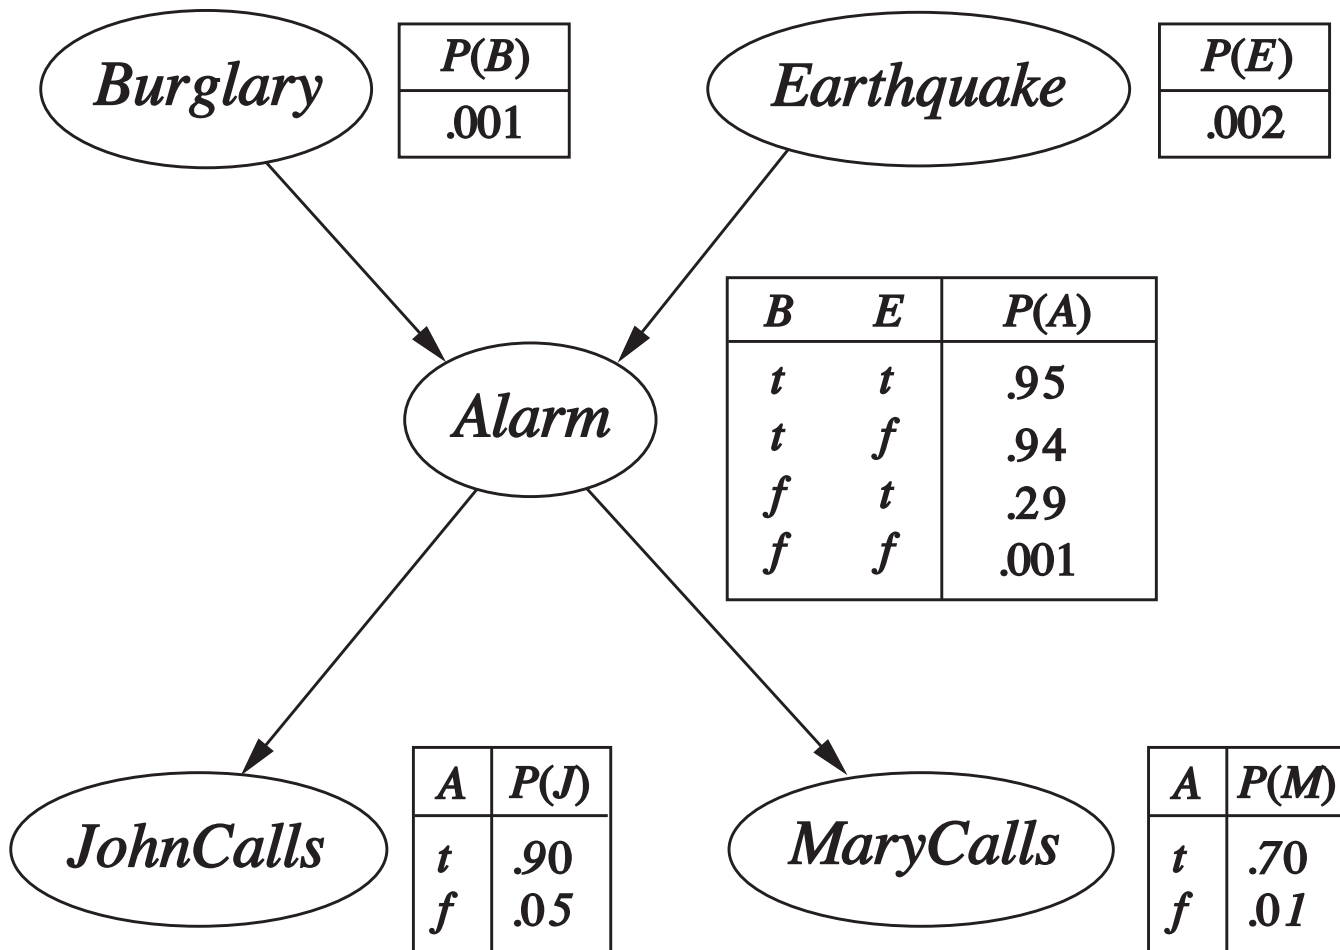 Burglary
P(B)
.001
Earthquake
P(E)
.002
Alarm
B E P(A)
t t .95
t f .94
f t .29
f f .001
JohnCalls
A P(J)
t .90
f .05
MaryCalls
A P(M)
t .70
f .01